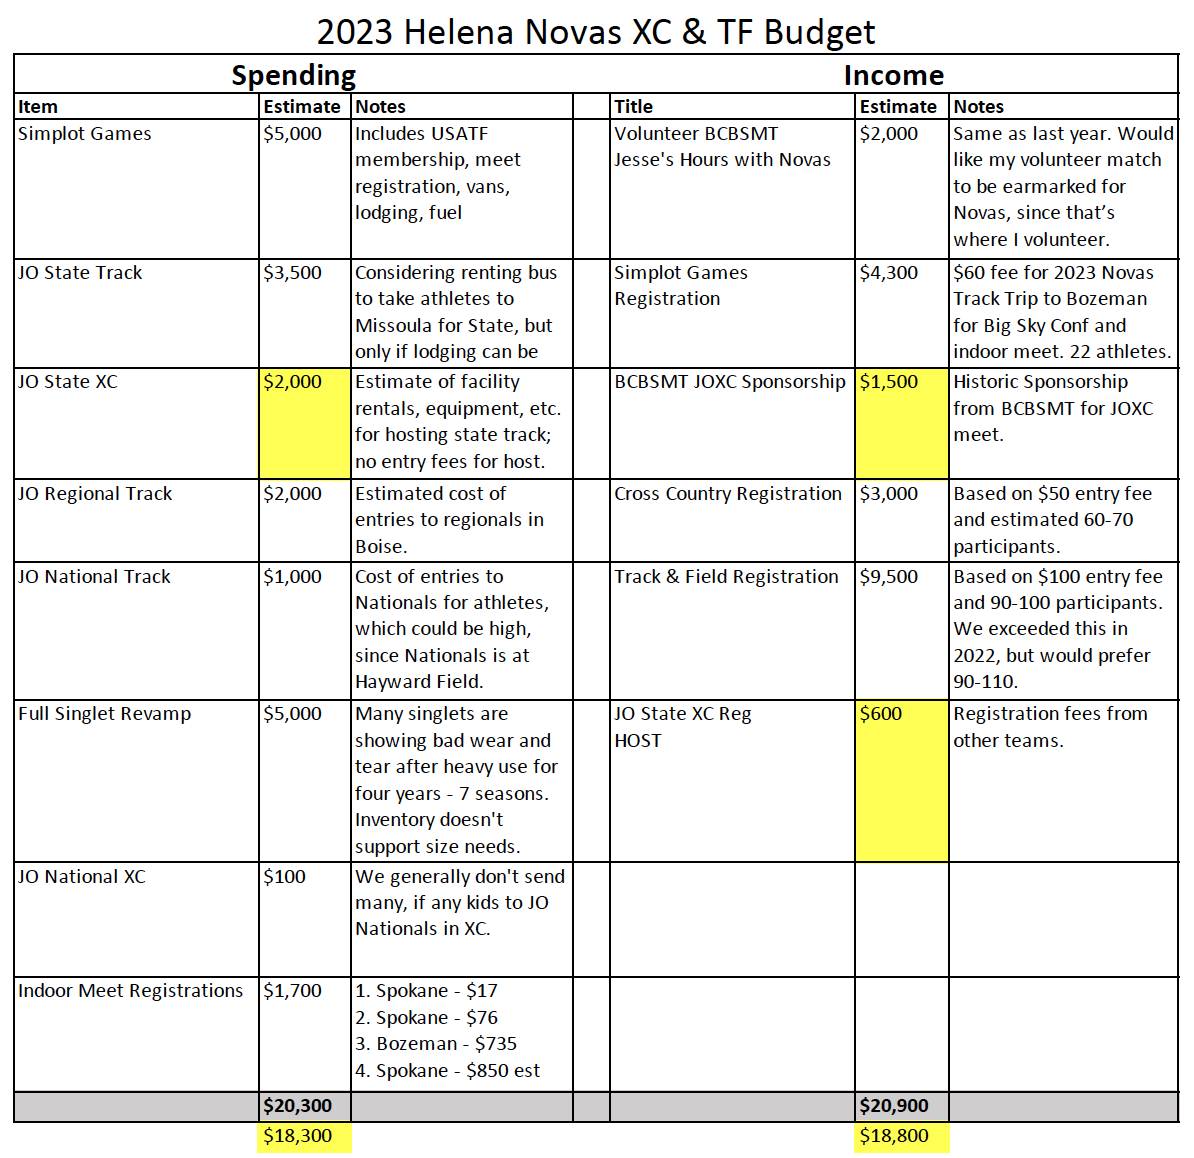 2023 Helena Novas XC & TF Budget
Spending
Income
Item
Estimate
Notes
Title
Estimate
Notes
Simplot Games
$5,000
Includes USATF
membership, meet
registration, vans,
lodging, fuel
Volunteer BCBSMT
Jesse's Hours with Novas
$2,000
Same as last year. Would
like my volunteer match
to be earmarked for
Novas, since that’s
where I volunteer.
JO State Track
$3,500
Considering renting bus
to take athletes to
Missoula for State, but
only if lodging can be
Simplot Games
Registration
$4,300
$60 fee for 2023 Novas
Track Trip to Bozeman
for Big Sky Conf and
indoor meet. 22 athletes.
JO State XC
$2,000
Estimate of facility
rentals, equipment, etc.
for hosting state track;
no entry fees for host.
BCBSMT JOXC Sponsorship
$1,500
Historic Sponsorship
from BCBSMT for JOXC
meet.
JO Regional Track
$2,000
Estimated cost of
entries to regionals in
Boise.
Cross Country Registration
$3,000
Based on $50 entry fee
and estimated 60-70
participants.
JO National Track
$1,000
Cost of entries to
Nationals for athletes,
which could be high,
since Nationals is at
Hayward Field.
Track & Field Registration
$9,500
Based on $100 entry fee
and 90-100 participants.
We exceeded this in
2022, but would prefer
90-110.
Full Singlet Revamp
$5,000
Many singlets are
showing bad wear and
tear after heavy use for
four years - 7 seasons.
Inventory doesn't
support size needs.
JO State XC Reg
HOST
$600
Registration fees from
other teams.
JO National XC
$100
We generally don't send
many, if any kids to JO
Nationals in XC.
Indoor Meet Registrations
$1,700
1. Spokane - $17
2. Spokane - $76
3. Bozeman - $735
4. Spokane - $850 est
$20,300
$20,900
$18,300
$18,800